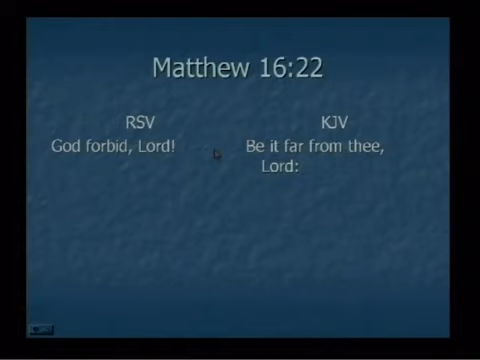 Matthew 16:22
RSV
God forbid, Lord!
KJV
Be it far from thee,
Lord: